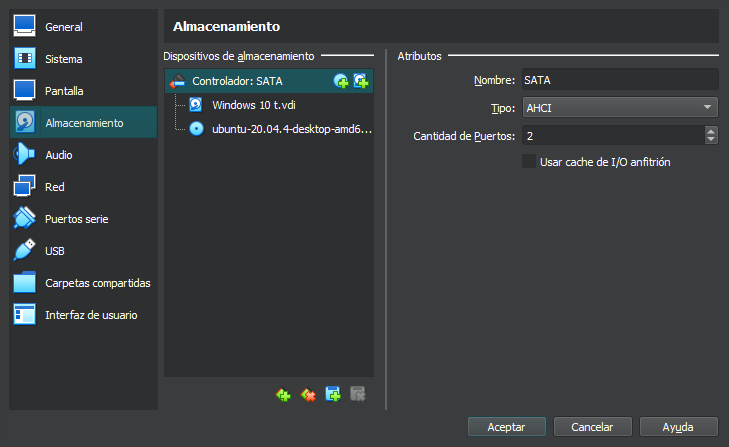 General
Sistema
Pantalla
Almacenamiento
Audio
Red
Puertos serie
USB
Carpetas compartidas
Interfaz de usuario
Almacenamiento
Dispositivos de almacenamiento
Controlador: SATA
Windows 10 t.vdi
ubuntu-20.04.4-desktop-amd6...
Atributos
Nombre: SATA
Tipo: AHCI
Cantidad de Puertos: 2
Usar cache de I/O anfitrión
Aceptar Cancelar Ayuda